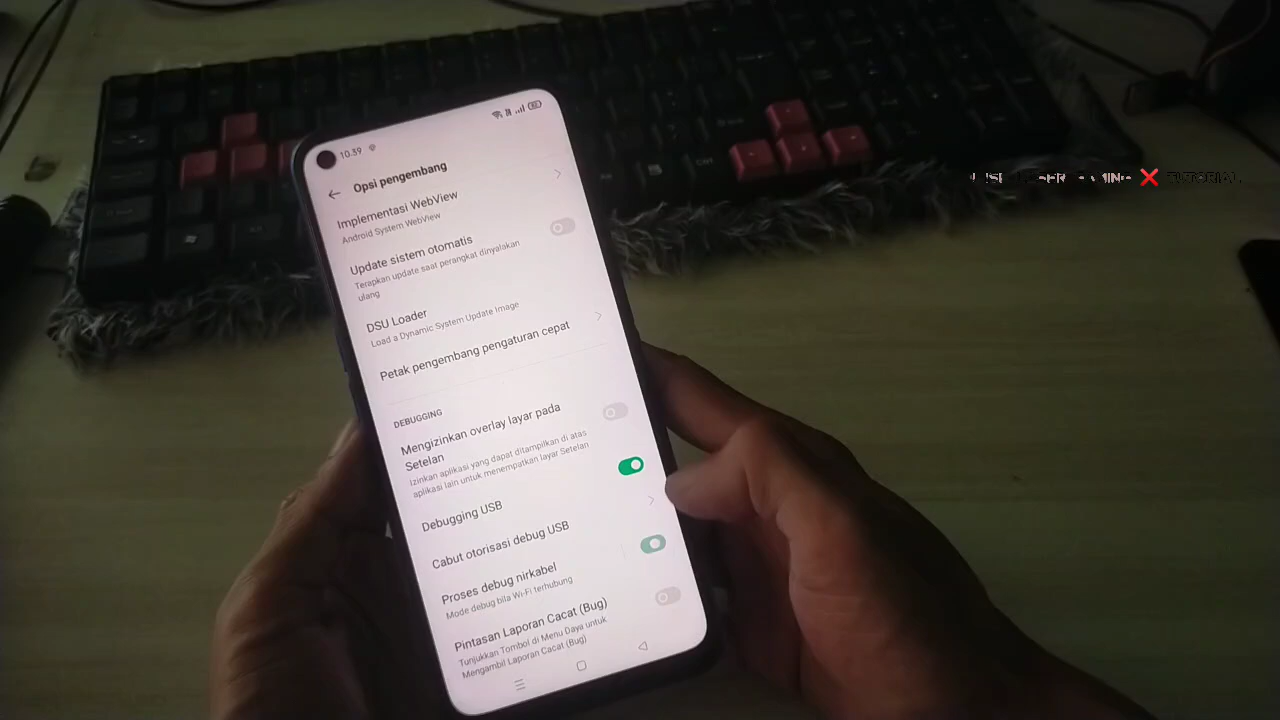 10.39
Opsi pengembang
Implementasi WebView
Android System WebView
Update sistem otomatis
Terapkan update saat perangkat dinyalakan
ulang
DSU Loader
Load a Dynamic System Update Image
Petak pengembang pengaturan cepat
DEBUGGING
Mengizinkan overlay layar pada
Setelan
Izinkan aplikasi yang dapat ditampilkan di atas
aplikasi lain untuk menempatkan layar Setelan
Debugging USB
Cabut otorisasi debug USB
Proses debug nirkabel
Mode debug bila Wi-Fi terhubung
Pintasan Laporan Cacat (Bug)
Tunjukkan Tombol di Menu Daya untuk
Mengambil Laporan Cacat (Bug)
Ctrl
TUTORIAL